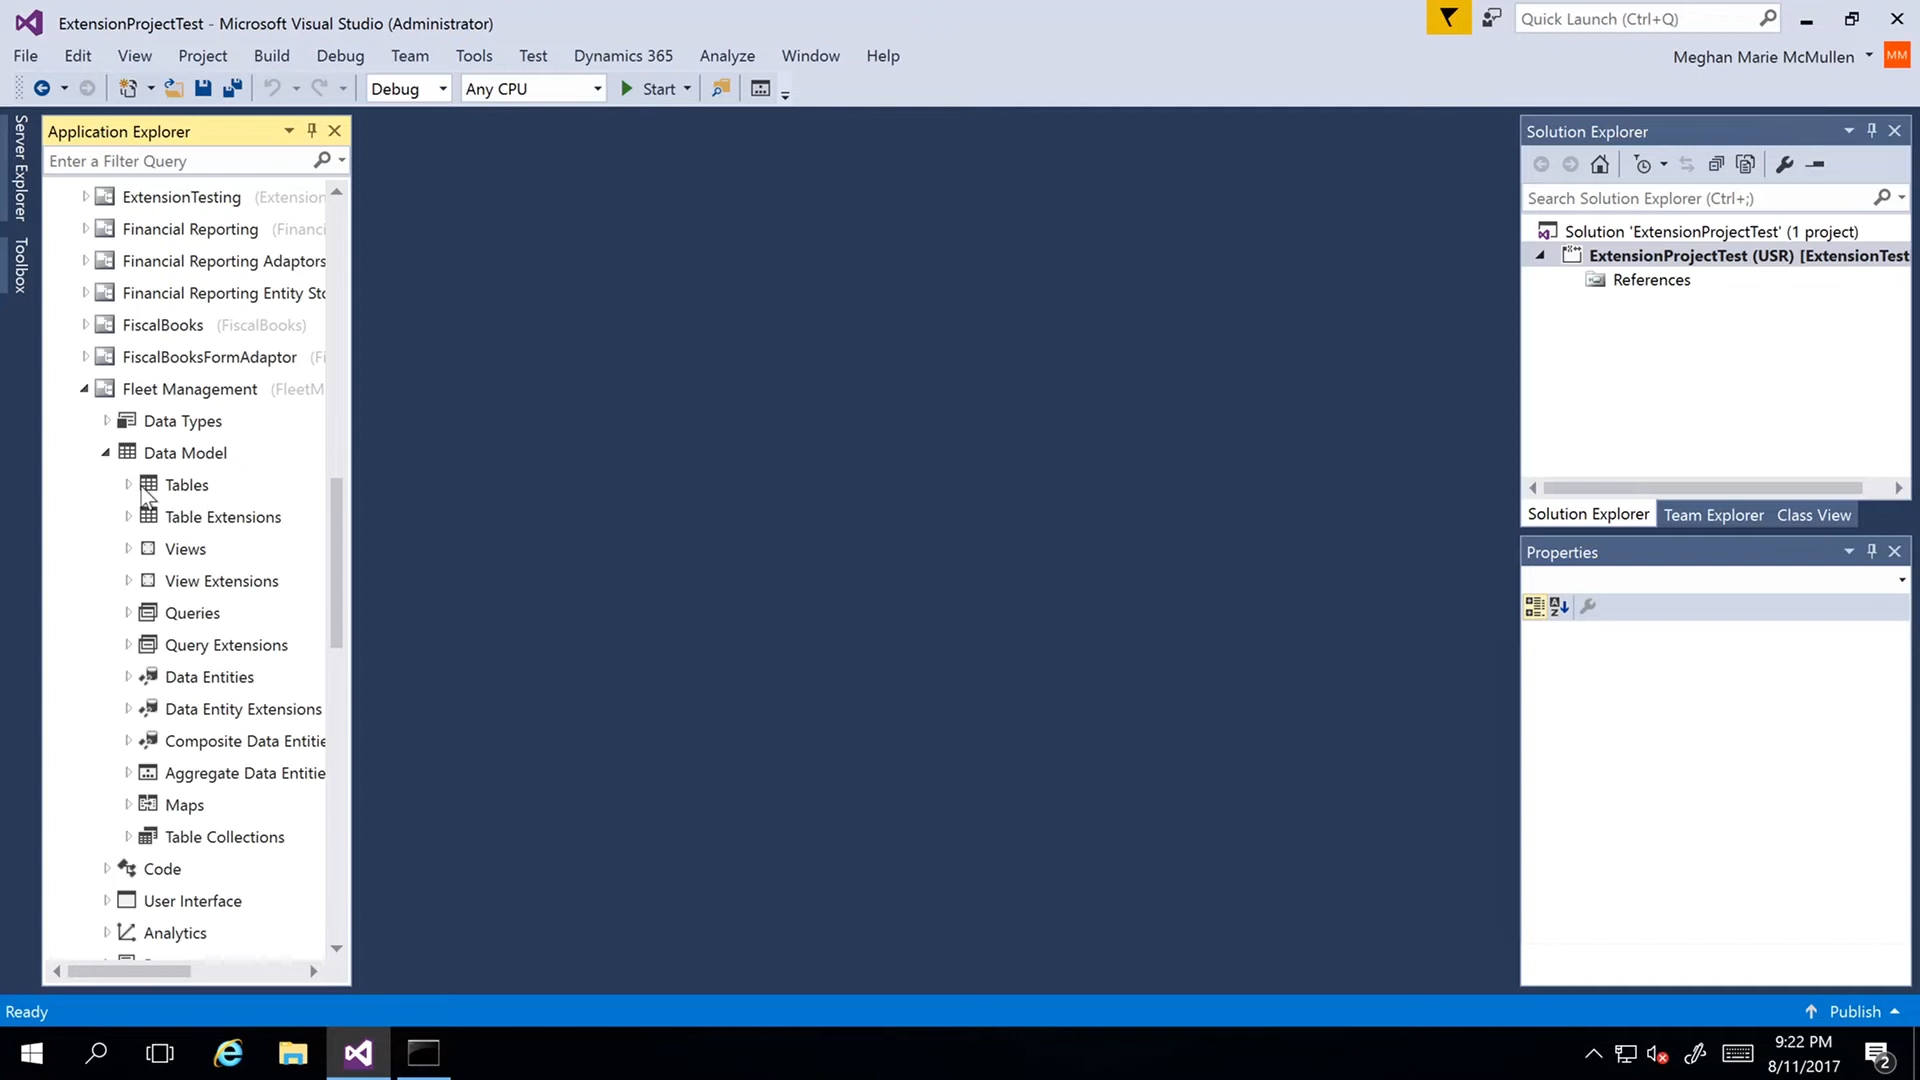 ExtensionProjectTest - Microsoft Visual Studio (Administrator)
Quick Launch (Ctrl+Q)
File Edit View Project Build Debug Team Tools Test Dynamics 365 Analyze Window Help
Meghan Marie McMullen MM
Debug Any CPU Start
Server Explorer
Toolbox
Application Explorer
Enter a Filter Query
ExtensionTesting (Extension
Financial Reporting (Financi
Financial Reporting Adaptors
Financial Reporting Entity Sto
FiscalBooks (FiscalBooks)
FiscalBooksFormAdaptor (Fi
Fleet Management (FleetM
Data Types
Data Model
Tables
Table Extensions
Views
View Extensions
Queries
Query Extensions
Data Entities
Data Entity Extensions
Composite Data Entitie
Aggregate Data Entitie
Maps
Table Collections
Code
User Interface
Analytics
Solution Explorer
Search Solution Explorer (Ctrl+;)
Solution 'ExtensionProjectTest' (1 project)
ExtensionProjectTest (USR) [ExtensionTest
References
Solution Explorer Team Explorer Class View
Properties
Ready
Publish
9:22 PM
8/11/2017
2